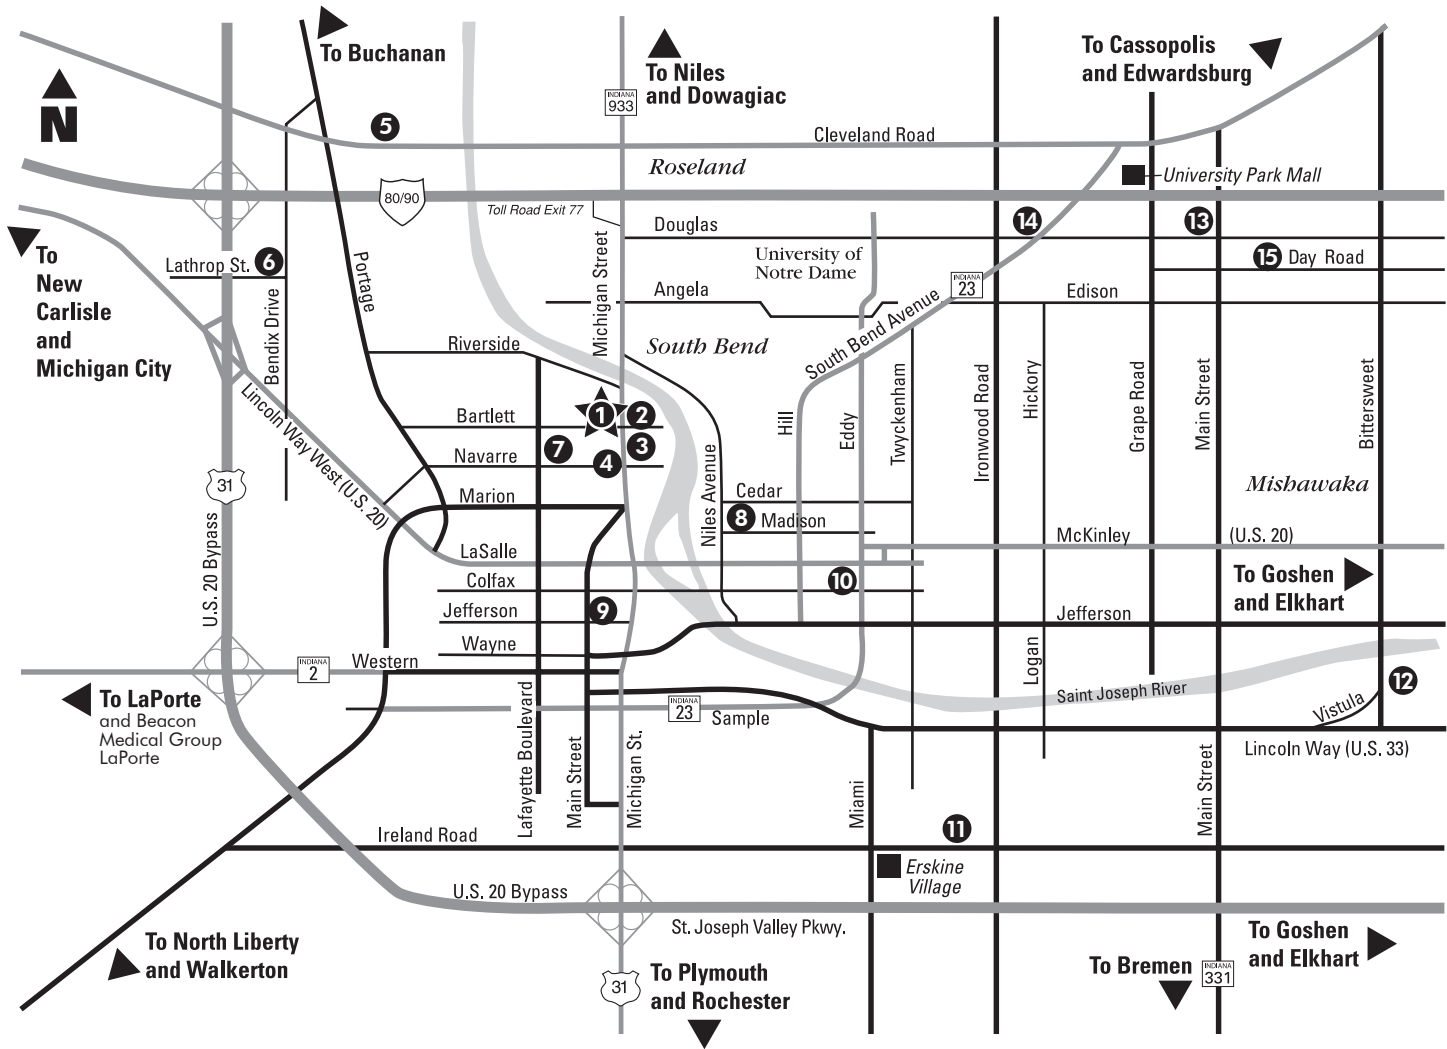 To Buchanan
To Niles
and Dowagiac
To Cassopolis
and Edwardsburg
N
INDIANA
933
5
Cleveland Road
Roseland
University Park Mall
80/90
Toll Road Exit 77
14
13
Douglas
To
New
Carlisle
and
Michigan City
Lathrop St.
6
Portage
Michigan Street
University of
Notre Dame
15
Day Road
Angela
INDIANA
23
Edison
Bendix Drive
Riverside
South Bend
South Bend Avenue
Lincoln Way West (U.S. 20)
Bartlett
1
2
Hill
Eddy
Twyckenham
Ironwood Road
Hickory
Grape Road
Main Street
Bittersweet
7
3
Navarre
4
Niles Avenue
31
Marion
Cedar
Mishawaka
8
Madison
U.S. 20 Bypass
LaSalle
McKinley
(U.S. 20)
Colfax
10
To Goshen
and Elkhart
Jefferson
9
Jefferson
Wayne
Logan
Western
INDIANA
2
Saint Joseph River
12
To LaPorte
and Beacon
Medical Group
LaPorte
Lafayette Boulevard
INDIANA
23
Sample
Vistula
Main Street
Michigan St.
Miami
Main Street
Lincoln Way (U.S. 33)
Ireland Road
11
Erskine
Village
U.S. 20 Bypass
St. Joseph Valley Pkwy.
To North Liberty
and Walkerton
To Goshen
and Elkhart
31
To Plymouth
and Rochester
To Bremen
INDIANA
331